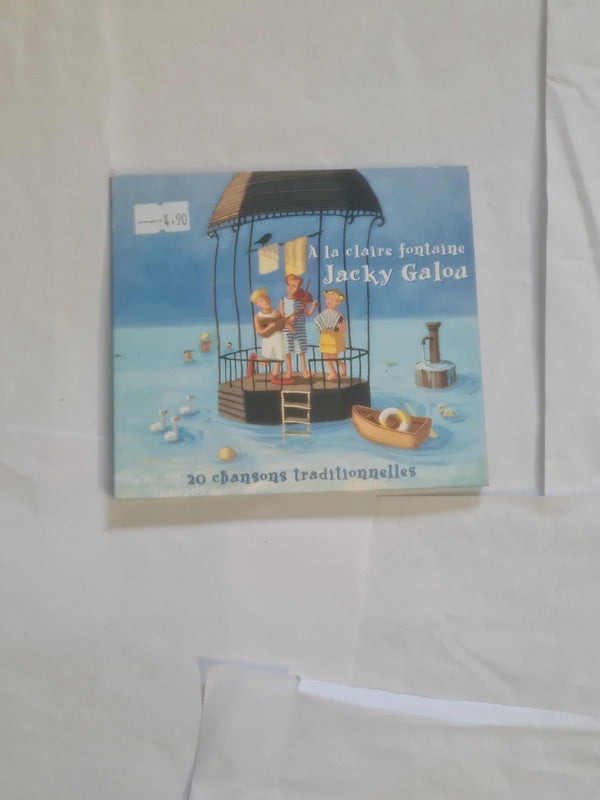 4.90
A la claire fontaine
Jacky Galou
20 chansons traditionnelles